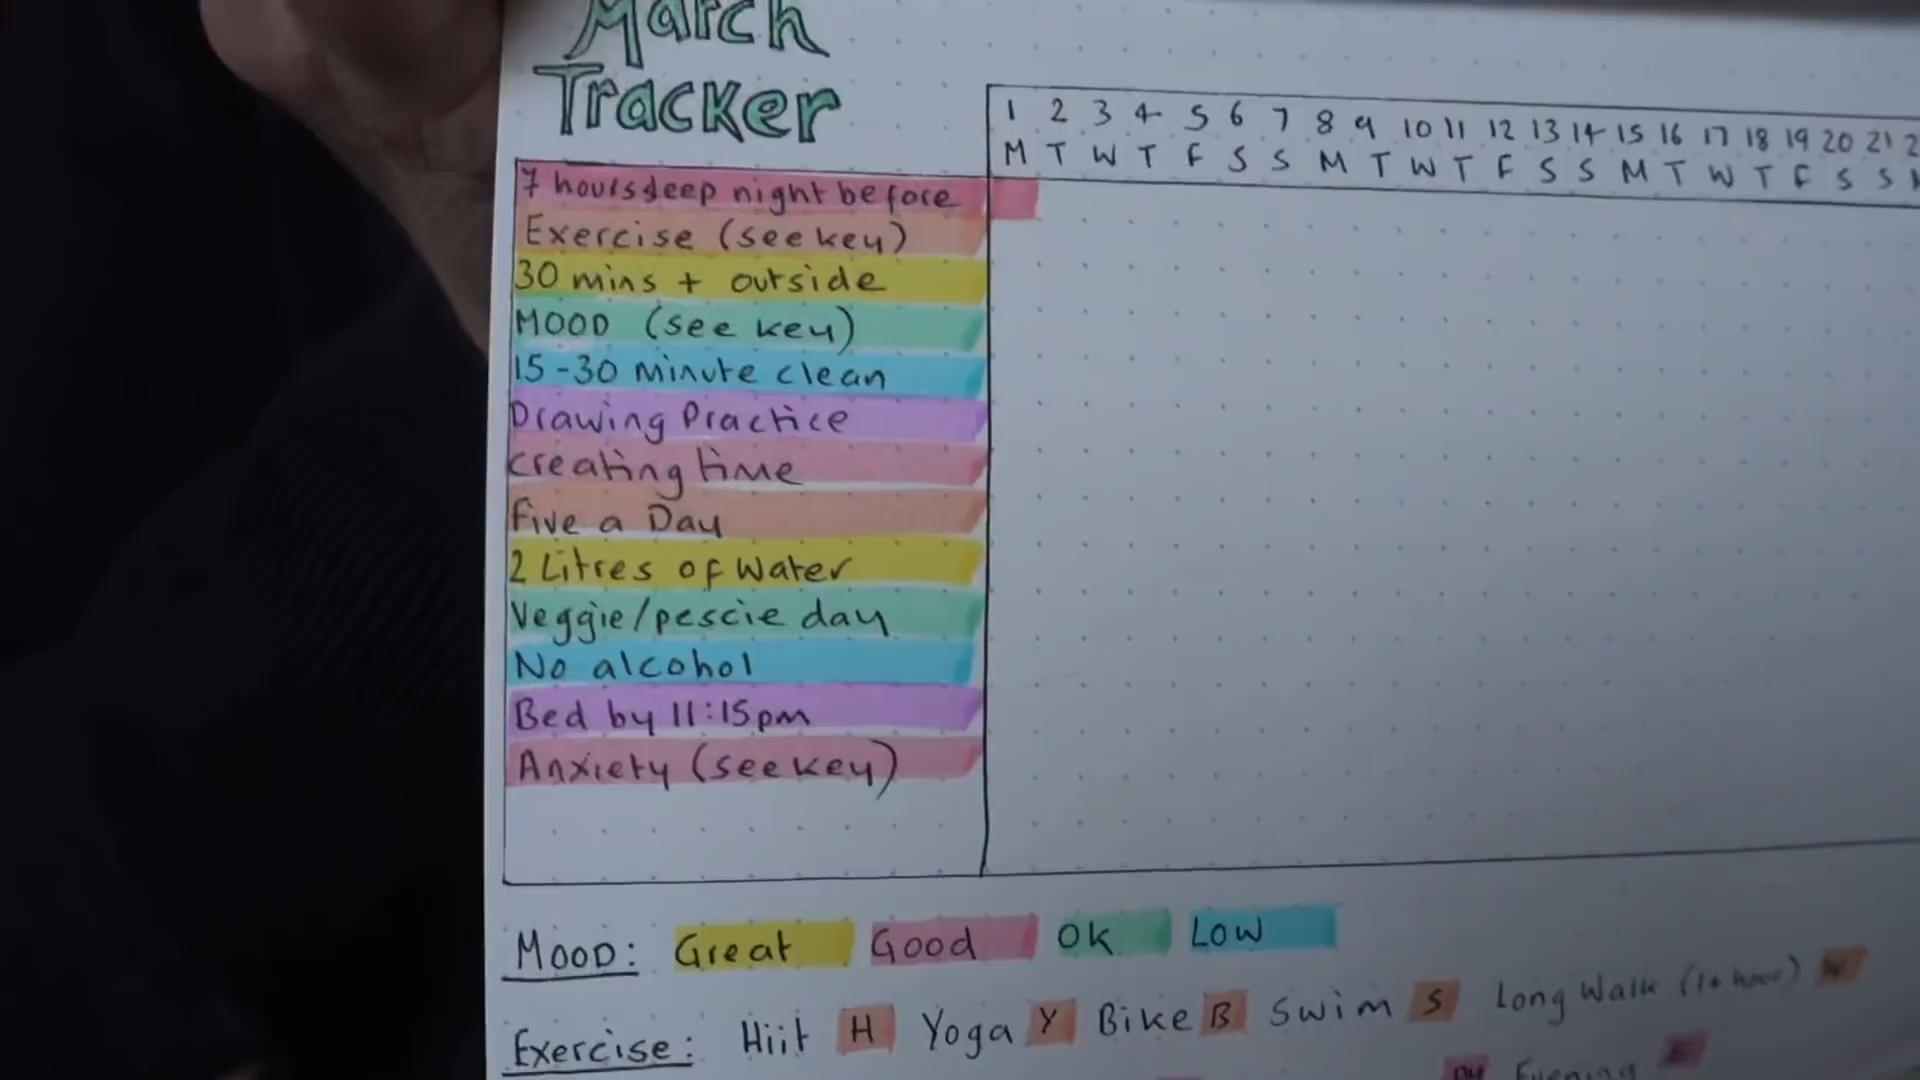 March
Tracker
1 2 3 4 5 6 7 8 9 10 11 12 13 14 15 16 17 18 19 20 21
M T W T F S S M T W T F S S M T W T F S S
7 hours sleep night before
Exercise (see key)
30 mins + outside
MOOD (see key)
15-30 minute clean
Drawing Practice
creating time
Five a Day
2 Litres of Water
Veggie/pescie day
No alcohol
Bed by 11:15pm
Anxiety (see key)
Mood: Great Good Ok Low
Exercise: Hiit H Yoga Y Bike B Swim S Long Walk (1+ hour) W
Evening E